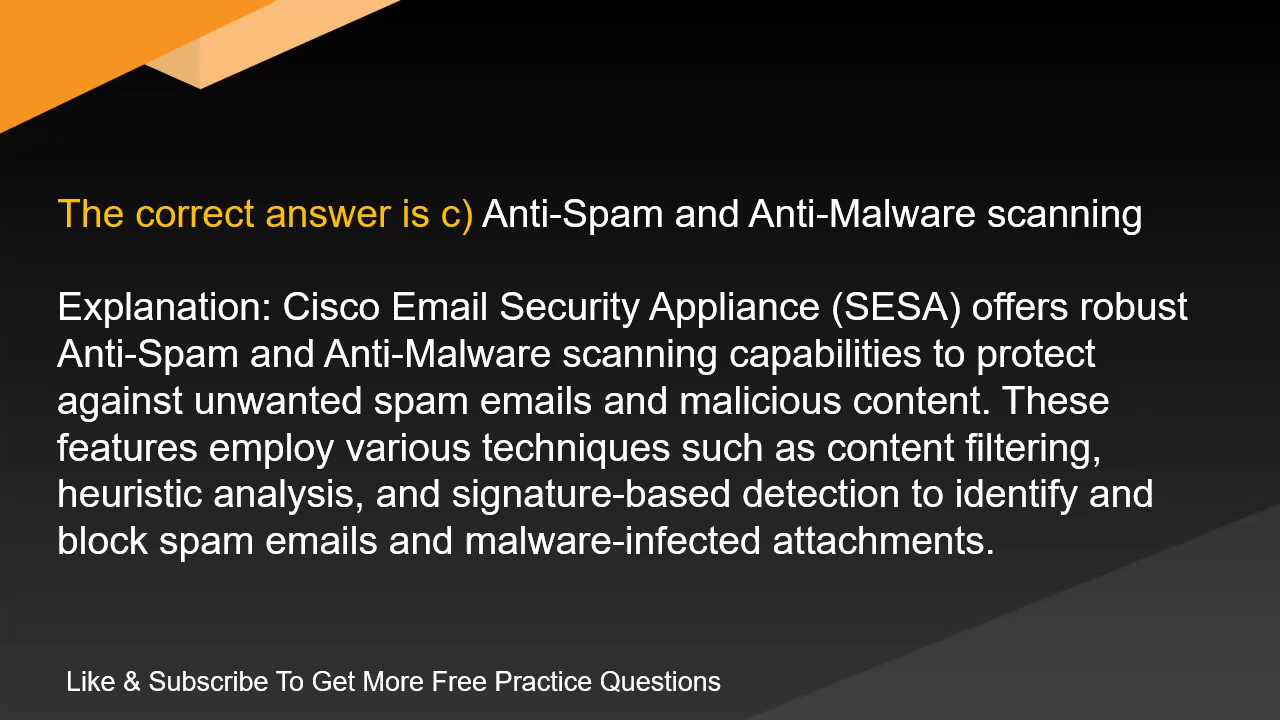 The correct answer is c) Anti-Spam and Anti-Malware scanning
Explanation: Cisco Email Security Appliance (SESA) offers robust
Anti-Spam and Anti-Malware scanning capabilities to protect
against unwanted spam emails and malicious content. These
features employ various techniques such as content filtering,
heuristic analysis, and signature-based detection to identify and
block spam emails and malware-infected attachments.
Like & Subscribe To Get More Free Practice Questions